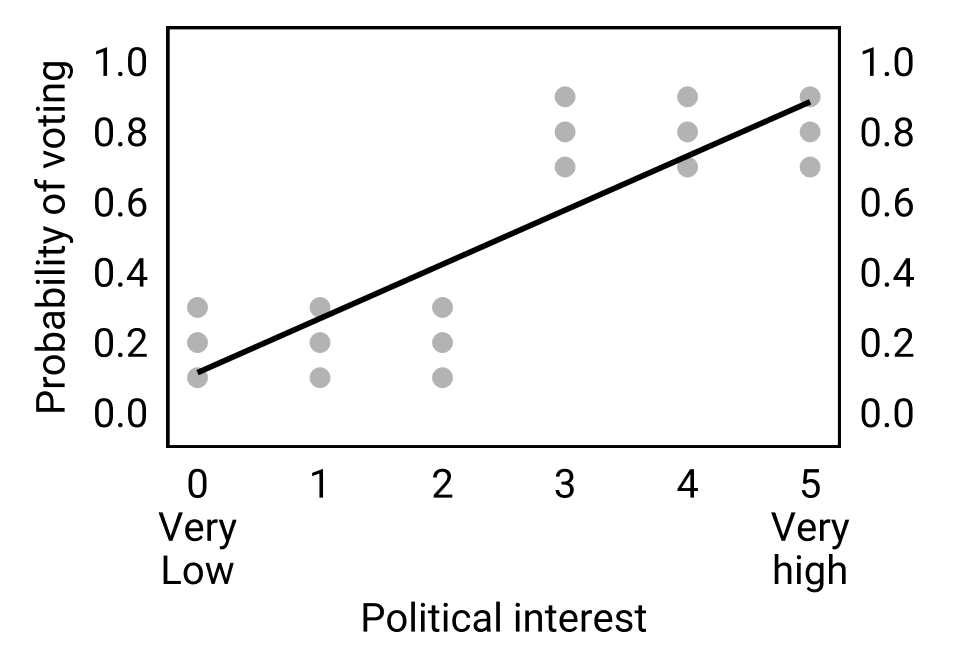 Probability of voting
1.0
0.8
0.6
0.4
0.2
0.0
1.0
0.8
0.6
0.4
0.2
0.0
0 1 2 3 4 5
Very Very
Low high
Political interest